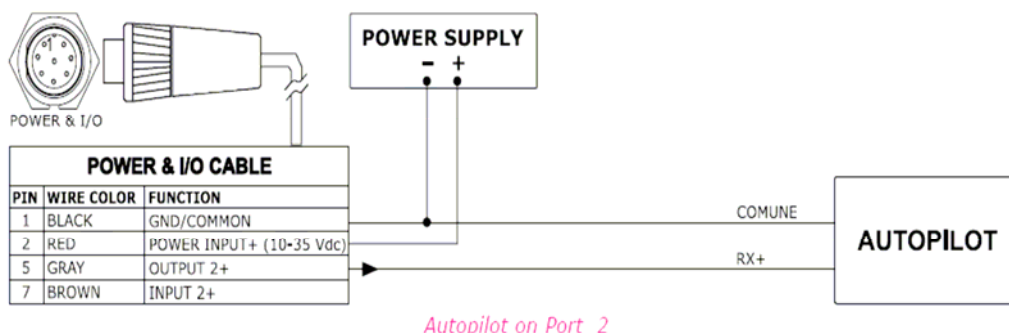 1
POWER & I/O
POWER SUPPLY
- +
POWER & I/O CABLE
PIN WIRE COLOR FUNCTION
1 BLACK GND/COMMON
2 RED POWER INPUT+ (10-35 Vdc)
5 GRAY OUTPUT 2+
7 BROWN INPUT 2+
COMUNE
RX+
AUTOPILOT
Autopilot on Port 2